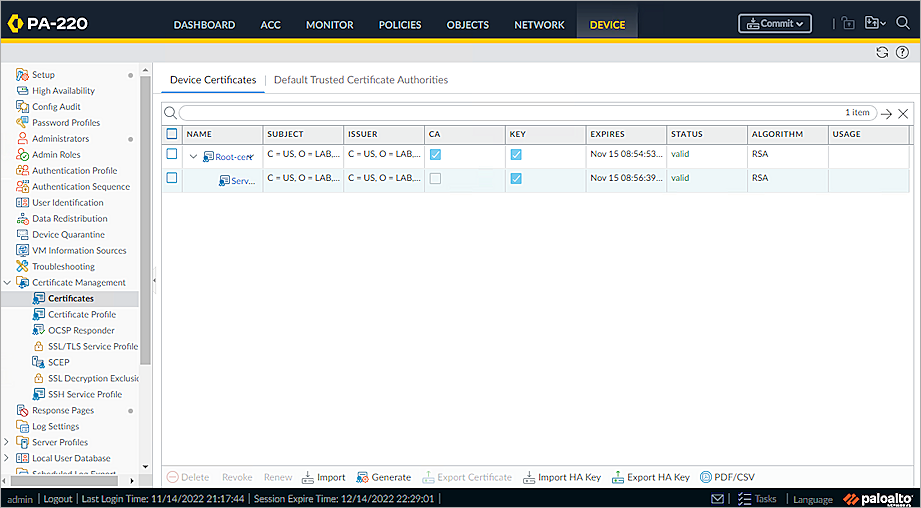 PA-220 DASHBOARD ACC MONITOR POLICIES OBJECTS NETWORK DEVICE Commit
Setup
High Availability
Config Audit
Password Profiles
Administrators
Admin Roles
Authentication Profile
Authentication Sequence
User Identification
Data Redistribution
Device Quarantine
VM Information Sources
Troubleshooting
Certificate Management
Certificates
Certificate Profile
OCSP Responder
SSL/TLS Service Profile
SCEP
SSL Decryption Exclusio
SSH Service Profile
Response Pages
Log Settings
Server Profiles
Local User Database
Scheduled Log Export
Device Certificates | Default Trusted Certificate Authorities
1 item
NAME SUBJECT ISSUER CA KEY EXPIRES STATUS ALGORITHM USAGE
Root-cert C = US, O = LAB,... C = US, O = LAB,... Nov 15 08:54:53... valid RSA
Serv... C = US, O = LAB,... C = US, O = LAB,... Nov 15 08:56:39... valid RSA
Delete Revoke Renew Import Generate Export Certificate Import HA Key Export HA Key PDF/CSV
admin | Logout | Last Login Time: 11/14/2022 21:17:44 | Session Expire Time: 12/14/2022 22:29:01 | Tasks | Language paloalto